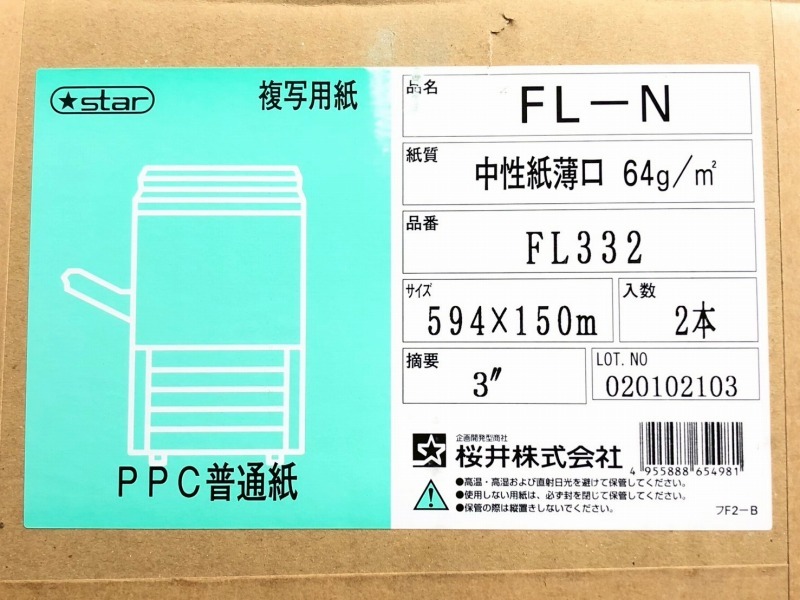 ★star
複写用紙
PPC普通紙
品名
FL－N
紙質
中性紙薄口 64g/㎡
品番
FL332
サイズ
594×150m
入数
2本
摘要
3″
LOT. NO
020102103
企画開発型商社
桜井株式会社
4 955888 654981
●高温・高湿および直射日光を避けて保管してください。
●使用しない用紙は、必ず封を閉じて保管してください。
●保管の際は縦置きしないでください。
フF2－B